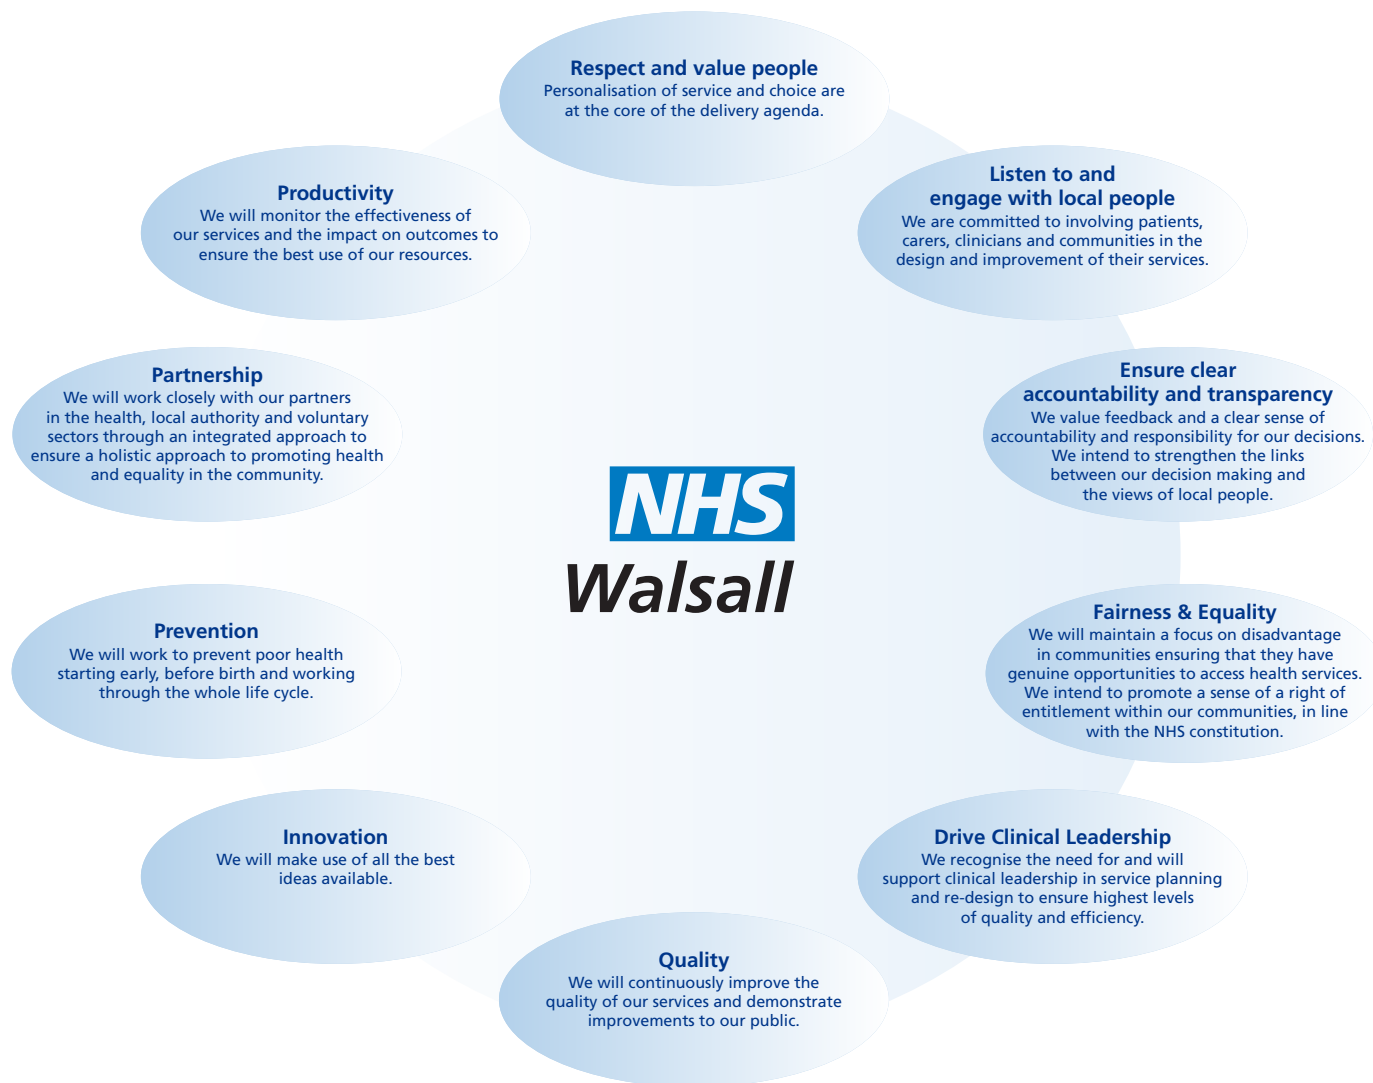 Respect and value people
Personalisation of service and choice are
at the core of the delivery agenda.
Listen to and
engage with local people
We are committed to involving patients,
carers, clinicians and communities in the
design and improvement of their services.
Ensure clear
accountability and transparency
We value feedback and a clear sense of
accountability and responsibility for our decisions.
We intend to strengthen the links
between our decision making and
the views of local people.
Fairness & Equality
We will maintain a focus on disadvantage
in communities ensuring that they have
genuine opportunities to access health services.
We intend to promote a sense of a right of
entitlement within our communities, in line
with the NHS constitution.
Drive Clinical Leadership
We recognise the need for and will
support clinical leadership in service planning
and re-design to ensure highest levels
of quality and efficiency.
Quality
We will continuously improve the
quality of our services and demonstrate
improvements to our public.
Innovation
We will make use of all the best
ideas available.
Prevention
We will work to prevent poor health
starting early, before birth and working
through the whole life cycle.
Partnership
We will work closely with our partners
in the health, local authority and voluntary
sectors through an integrated approach to
ensure a holistic approach to promoting health
and equality in the community.
Productivity
We will monitor the effectiveness of
our services and the impact on outcomes to
ensure the best use of our resources.
NHS
Walsall